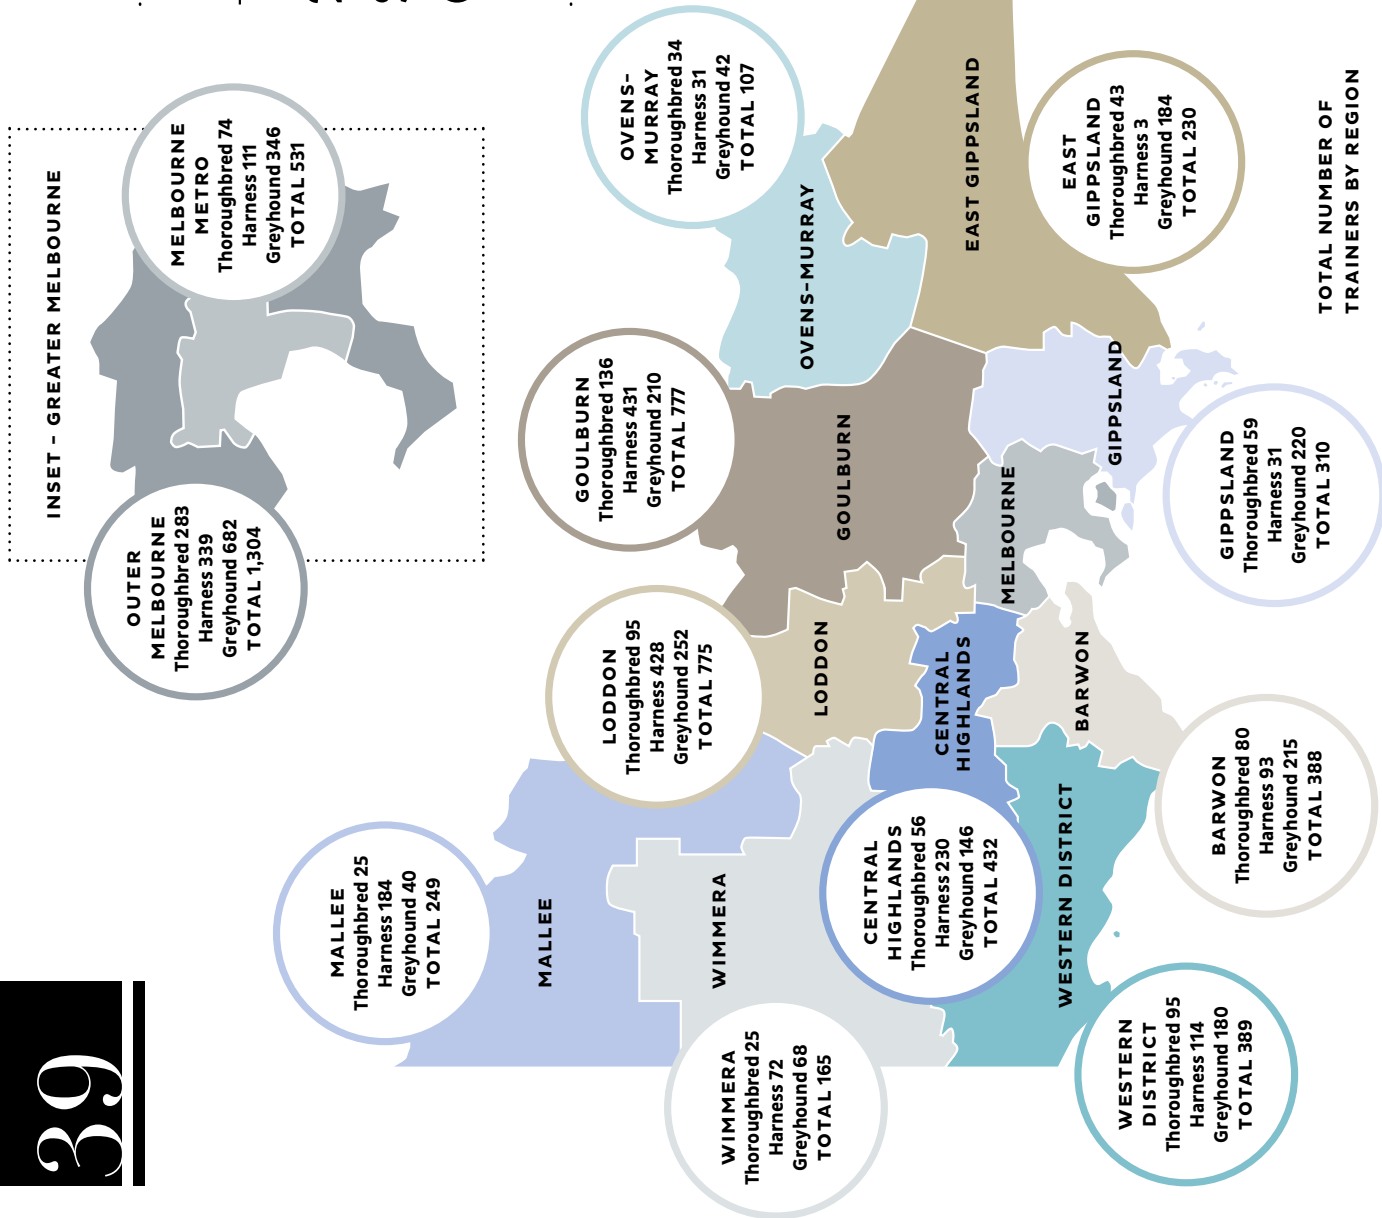 39
TOTAL NUMBER OF
TRAINERS BY REGION
INSET – GREATER MELBOURNE
OUTER
MELBOURNE
Thoroughbred 283
Harness 339
Greyhound 682
TOTAL 1,304
MELBOURNE
METRO
Thoroughbred 74
Harness 111
Greyhound 346
TOTAL 531
MALLEE
Thoroughbred 25
Harness 184
Greyhound 40
TOTAL 249
MALLEE
LODDON
Thoroughbred 95
Harness 428
Greyhound 252
TOTAL 775
LODDON
GOULBURN
Thoroughbred 136
Harness 431
Greyhound 210
TOTAL 777
GOULBURN
OVENS-
MURRAY
Thoroughbred 34
Harness 31
Greyhound 42
TOTAL 107
OVENS-MURRAY
WIMMERA
WIMMERA
Thoroughbred 25
Harness 72
Greyhound 68
TOTAL 165
CENTRAL
HIGHLANDS
Thoroughbred 56
Harness 230
Greyhound 146
TOTAL 432
CENTRAL
HIGHLANDS
MELBOURNE
EAST GIPPSLAND
EAST
GIPPSLAND
Thoroughbred 43
Harness 3
Greyhound 184
TOTAL 230
WESTERN DISTRICT
WESTERN
DISTRICT
Thoroughbred 95
Harness 114
Greyhound 180
TOTAL 389
BARWON
BARWON
Thoroughbred 80
Harness 93
Greyhound 215
TOTAL 388
GIPPSLAND
GIPPSLAND
Thoroughbred 59
Harness 31
Greyhound 220
TOTAL 310